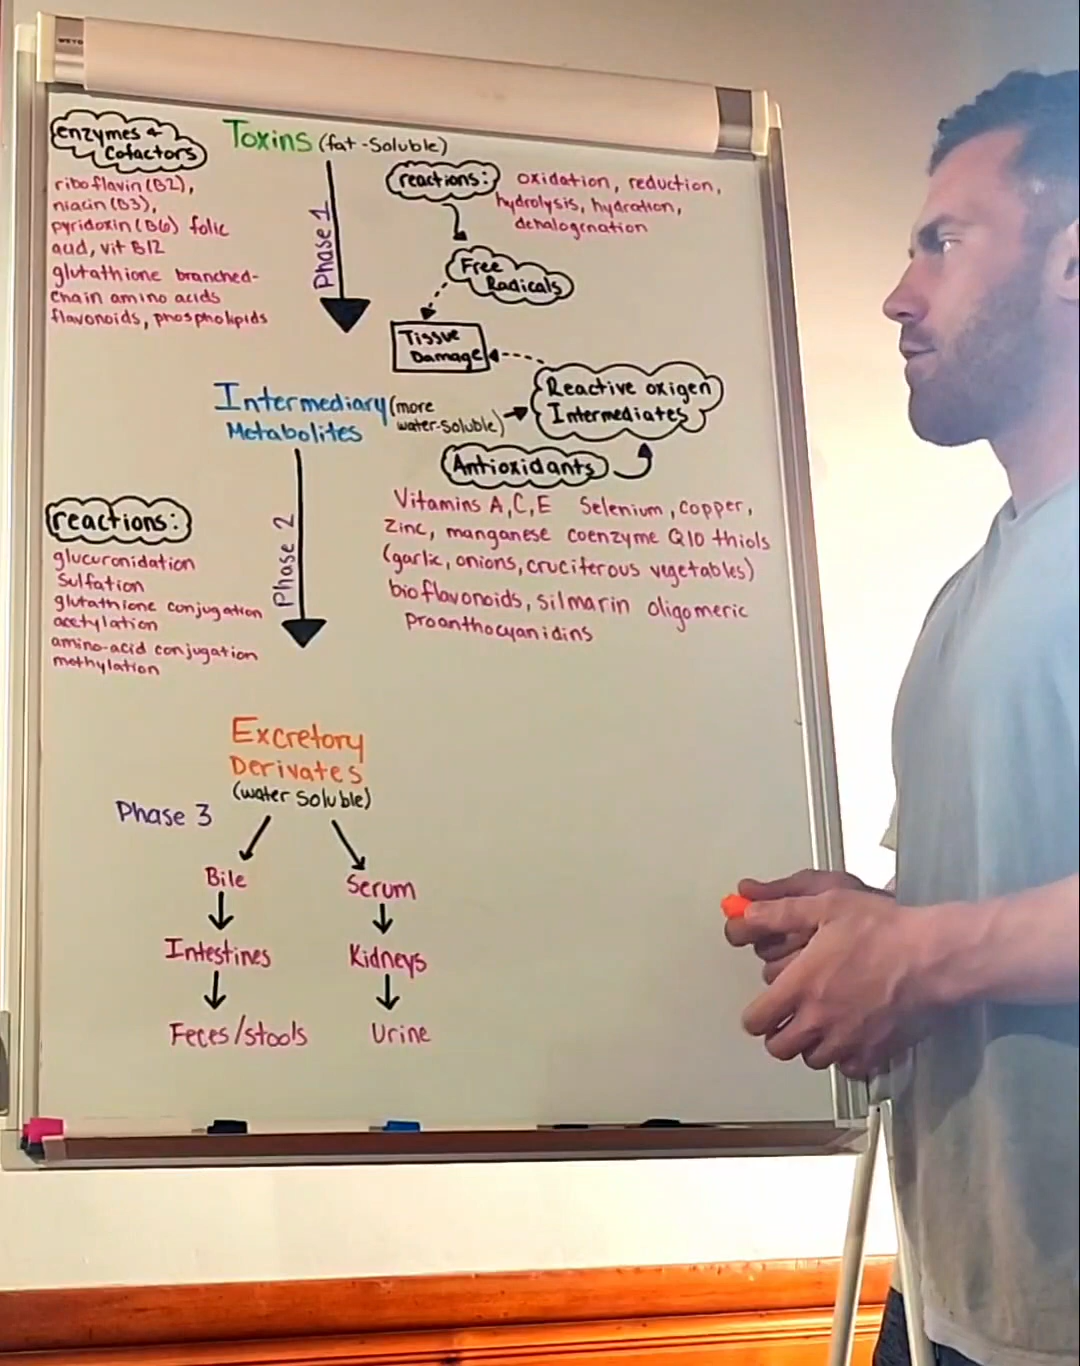 WEYO
enzymes &
Cofactors
riboflavin (B2),
niacin (B3),
pyridoxin (B6) folic
acid, vit B12
glutathione branched-
Chain amino acids
flavonoids, phospholipids
Toxins (fat-Soluble)
Phase 1
reactions: oxidation, reduction,
hydrolysis, hydration,
dehalogenation
Free
Radicals
Tissue
Damage
Intermediary (more
water-soluble)
Metabolites
Reactive oxigen
Intermediates
Antioxidants
Vitamins A,C,E Selenium, copper,
Zinc, manganese coenzyme Q10 thiols
(garlic, onions, cruciferous vegetables)
bioflavonoids, silmarin oligomeric
proanthocyanidins
Phase 2
reactions:
glucuronidation
Sulfation
glutathione conjugation
acetylation
amino-acid conjugation
methylation
Excretory
Derivates
(water soluble)
Phase 3
Bile Serum
Intestines Kidneys
Feces/stools Urine